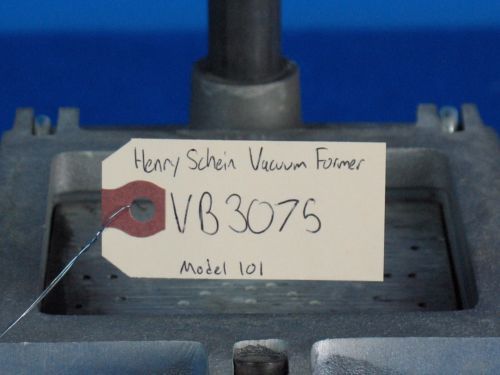 Henry Schein Vacuum Former
VB3075
Model 101